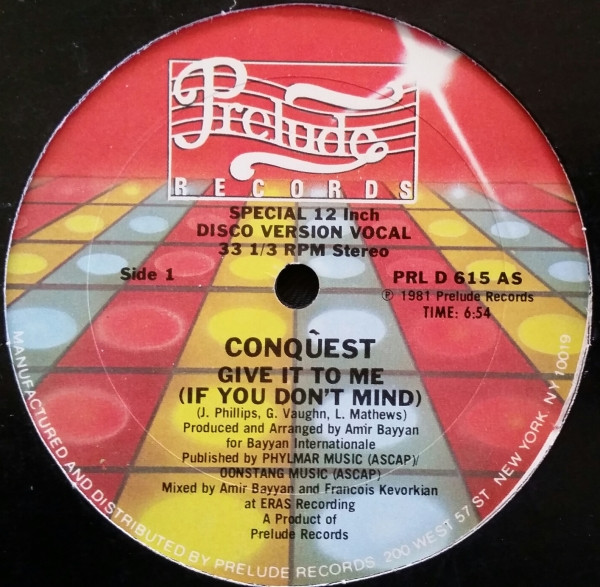 Prelude
RECORDS
SPECIAL 12 Inch
DISCO VERSION VOCAL
33 1/3 RPM Stereo
Side 1
PRL D 615 AS
Ⓟ 1981 Prelude Records
TIME: 6:54
CONQÙEST
GIVE IT TO ME
(IF YOU DON'T MIND)
(J. Phillips, G. Vaughn, L. Mathews)
Produced and Arranged by Amir Bayyan
for Bayyan Internationale
Published by PHYLMAR MUSIC (ASCAP)/
OONSTANG MUSIC (ASCAP)
Mixed by Amir Bayyan and Francois Kevorkian
at ERAS Recording
A Product of
Prelude Records
MANUFACTURED AND DISTRIBUTED BY PRELUDE RECORDS, 200 WEST 57 ST. NEW YORK, NY 10019